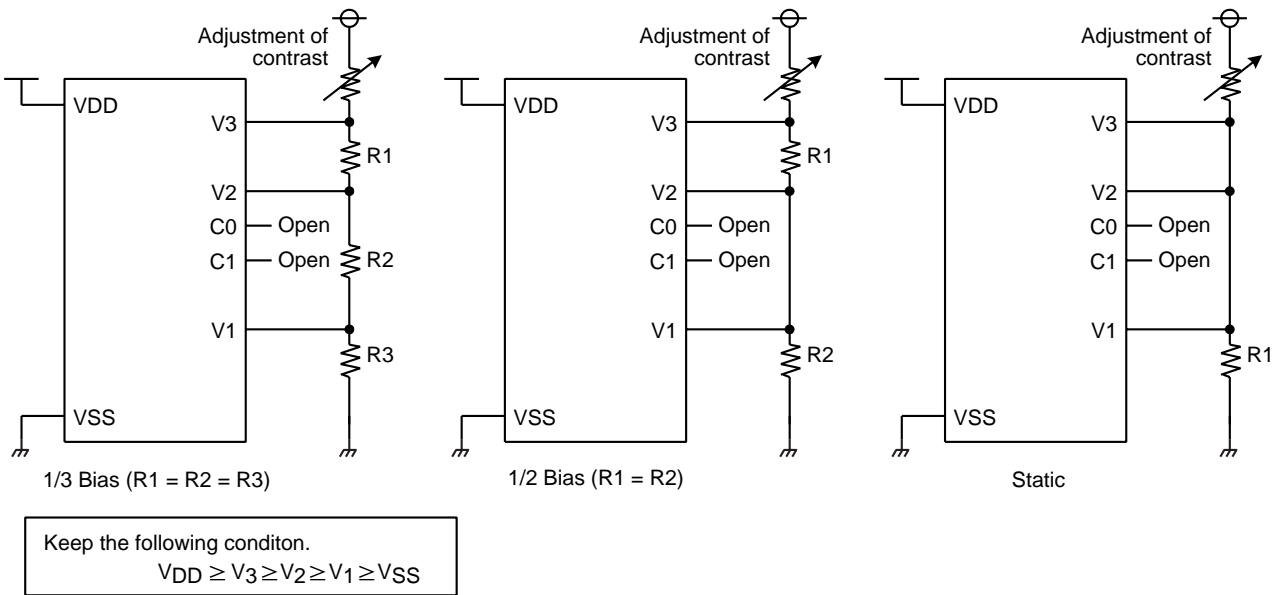 Adjustment of
contrast
VDD
V3
R1
V2
C0 Open
C1 Open
R2
V1
R3
VSS
1/3 Bias (R1 = R2 = R3)
Adjustment of
contrast
VDD
V3
R1
V2
C0 Open
C1 Open
V1
R2
VSS
1/2 Bias (R1 = R2)
Adjustment of
contrast
VDD
V3
V2
C0 Open
C1 Open
V1
R1
VSS
Static
Keep the following conditon.
VDD ≥ V3 ≥ V2 ≥ V1 ≥ VSS